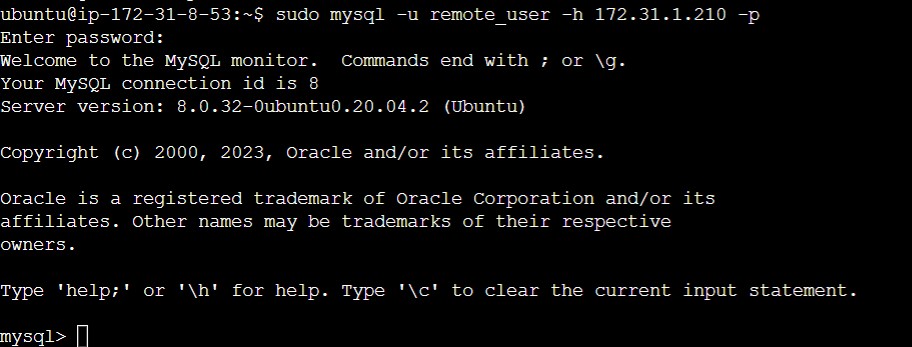 ubuntu@ip-172-31-8-53:~$ sudo mysql -u remote_user -h 172.31.1.210 -p
Enter password:
Welcome to the MySQL monitor.  Commands end with ; or \g.
Your MySQL connection id is 8
Server version: 8.0.32-0ubuntu0.20.04.2 (Ubuntu)
Copyright (c) 2000, 2023, Oracle and/or its affiliates.
Oracle is a registered trademark of Oracle Corporation and/or its
affiliates. Other names may be trademarks of their respective
owners.
Type 'help;' or '\h' for help. Type '\c' to clear the current input statement.
mysql>